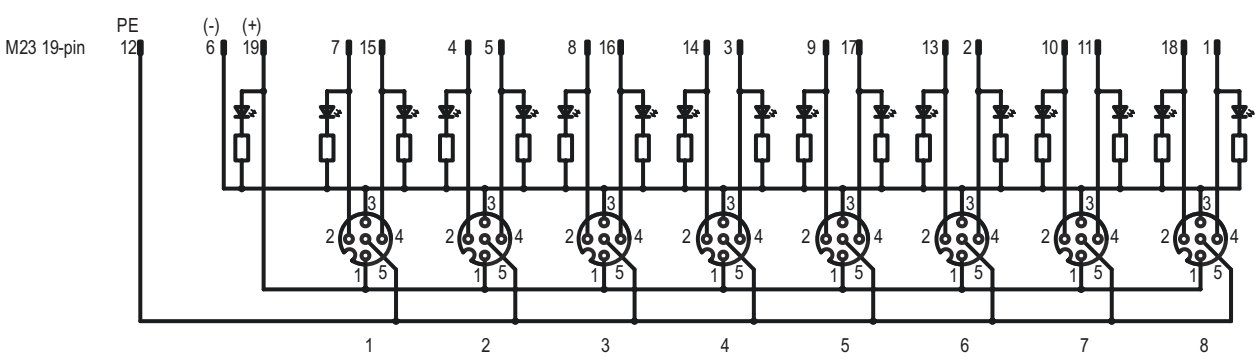 PE (-) (+)
M23 19-pin 12 6 19 7 15 4 5 8 16 14 3 9 17 13 2 10 11 18 1
3 3 3 3 3 3 3 3
2 4 2 4 2 4 2 4 2 4 2 4 2 4 2 4
1 5 1 5 1 5 1 5 1 5 1 5 1 5 1 5
1 2 3 4 5 6 7 8